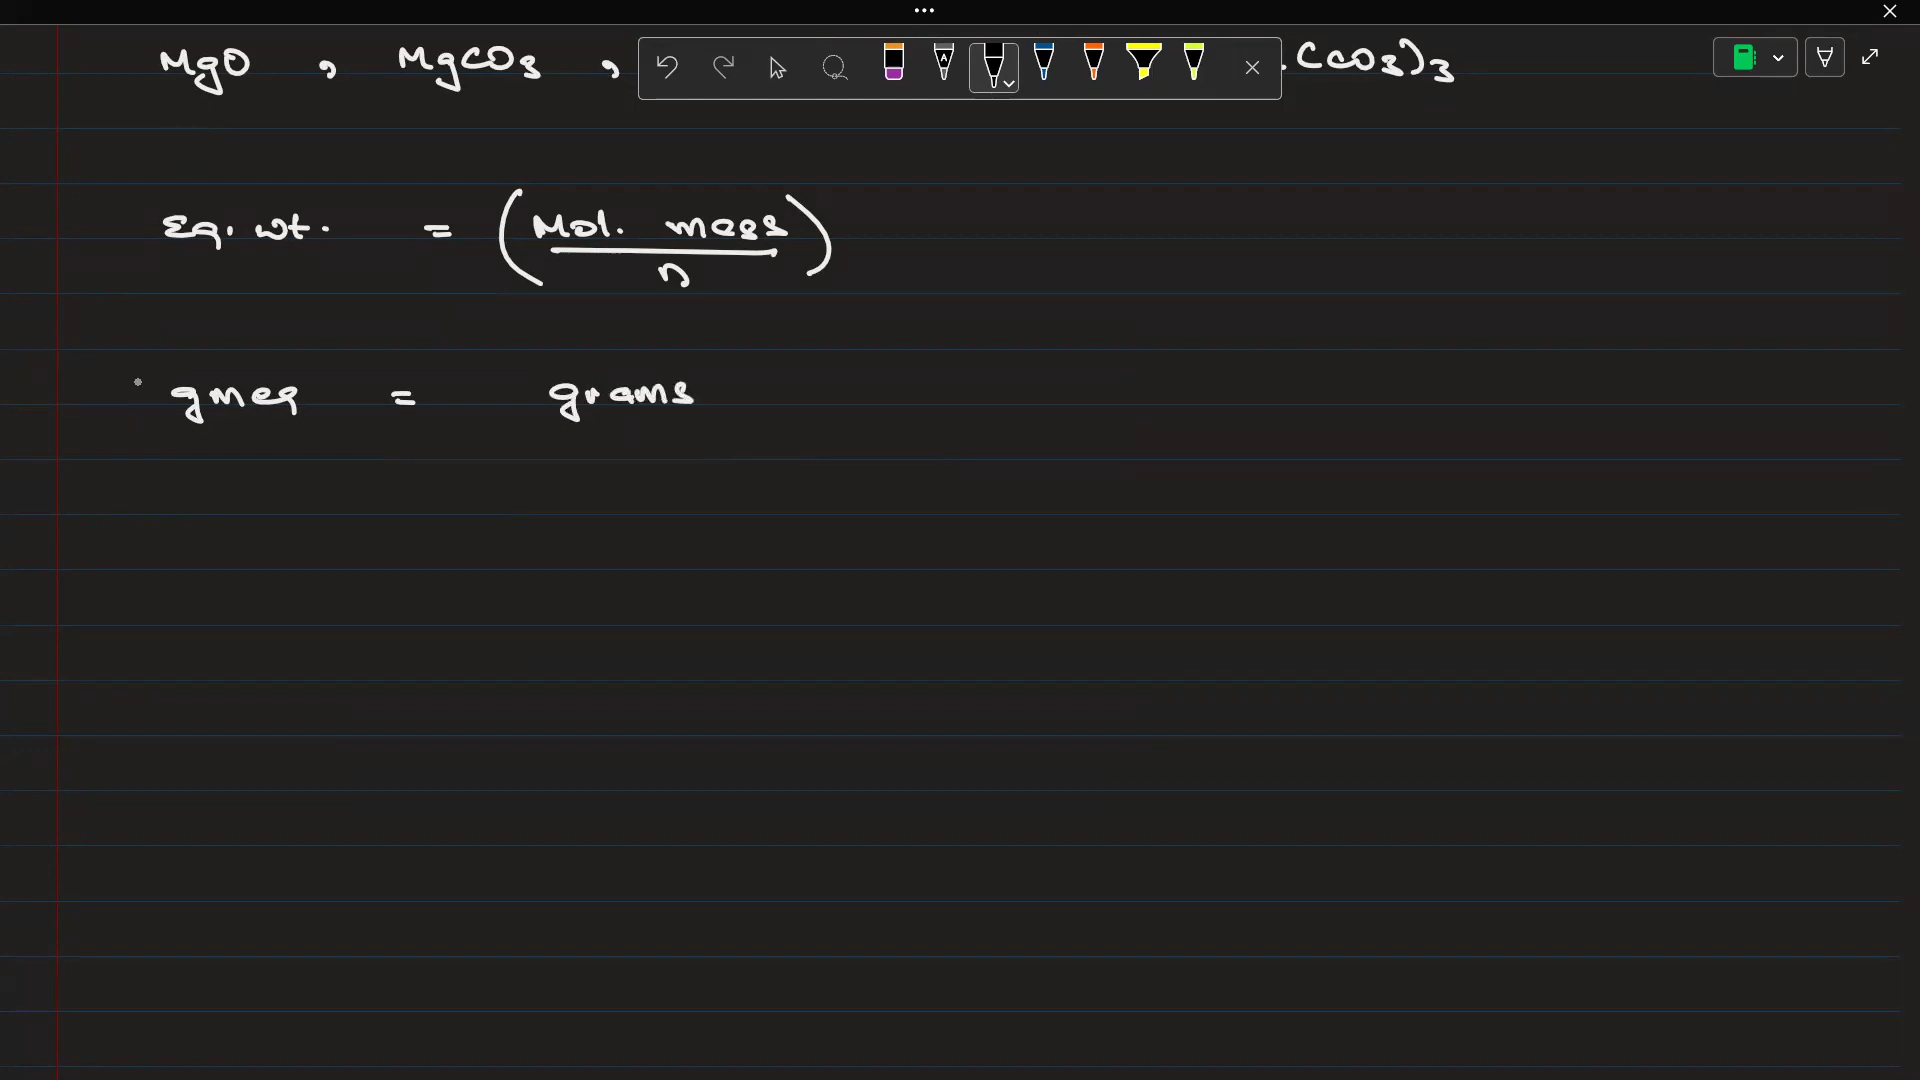 MgO , MgCO3 , .(CO3)3
Eq. wt. = (Mol. mass / n)
gmeq = grams